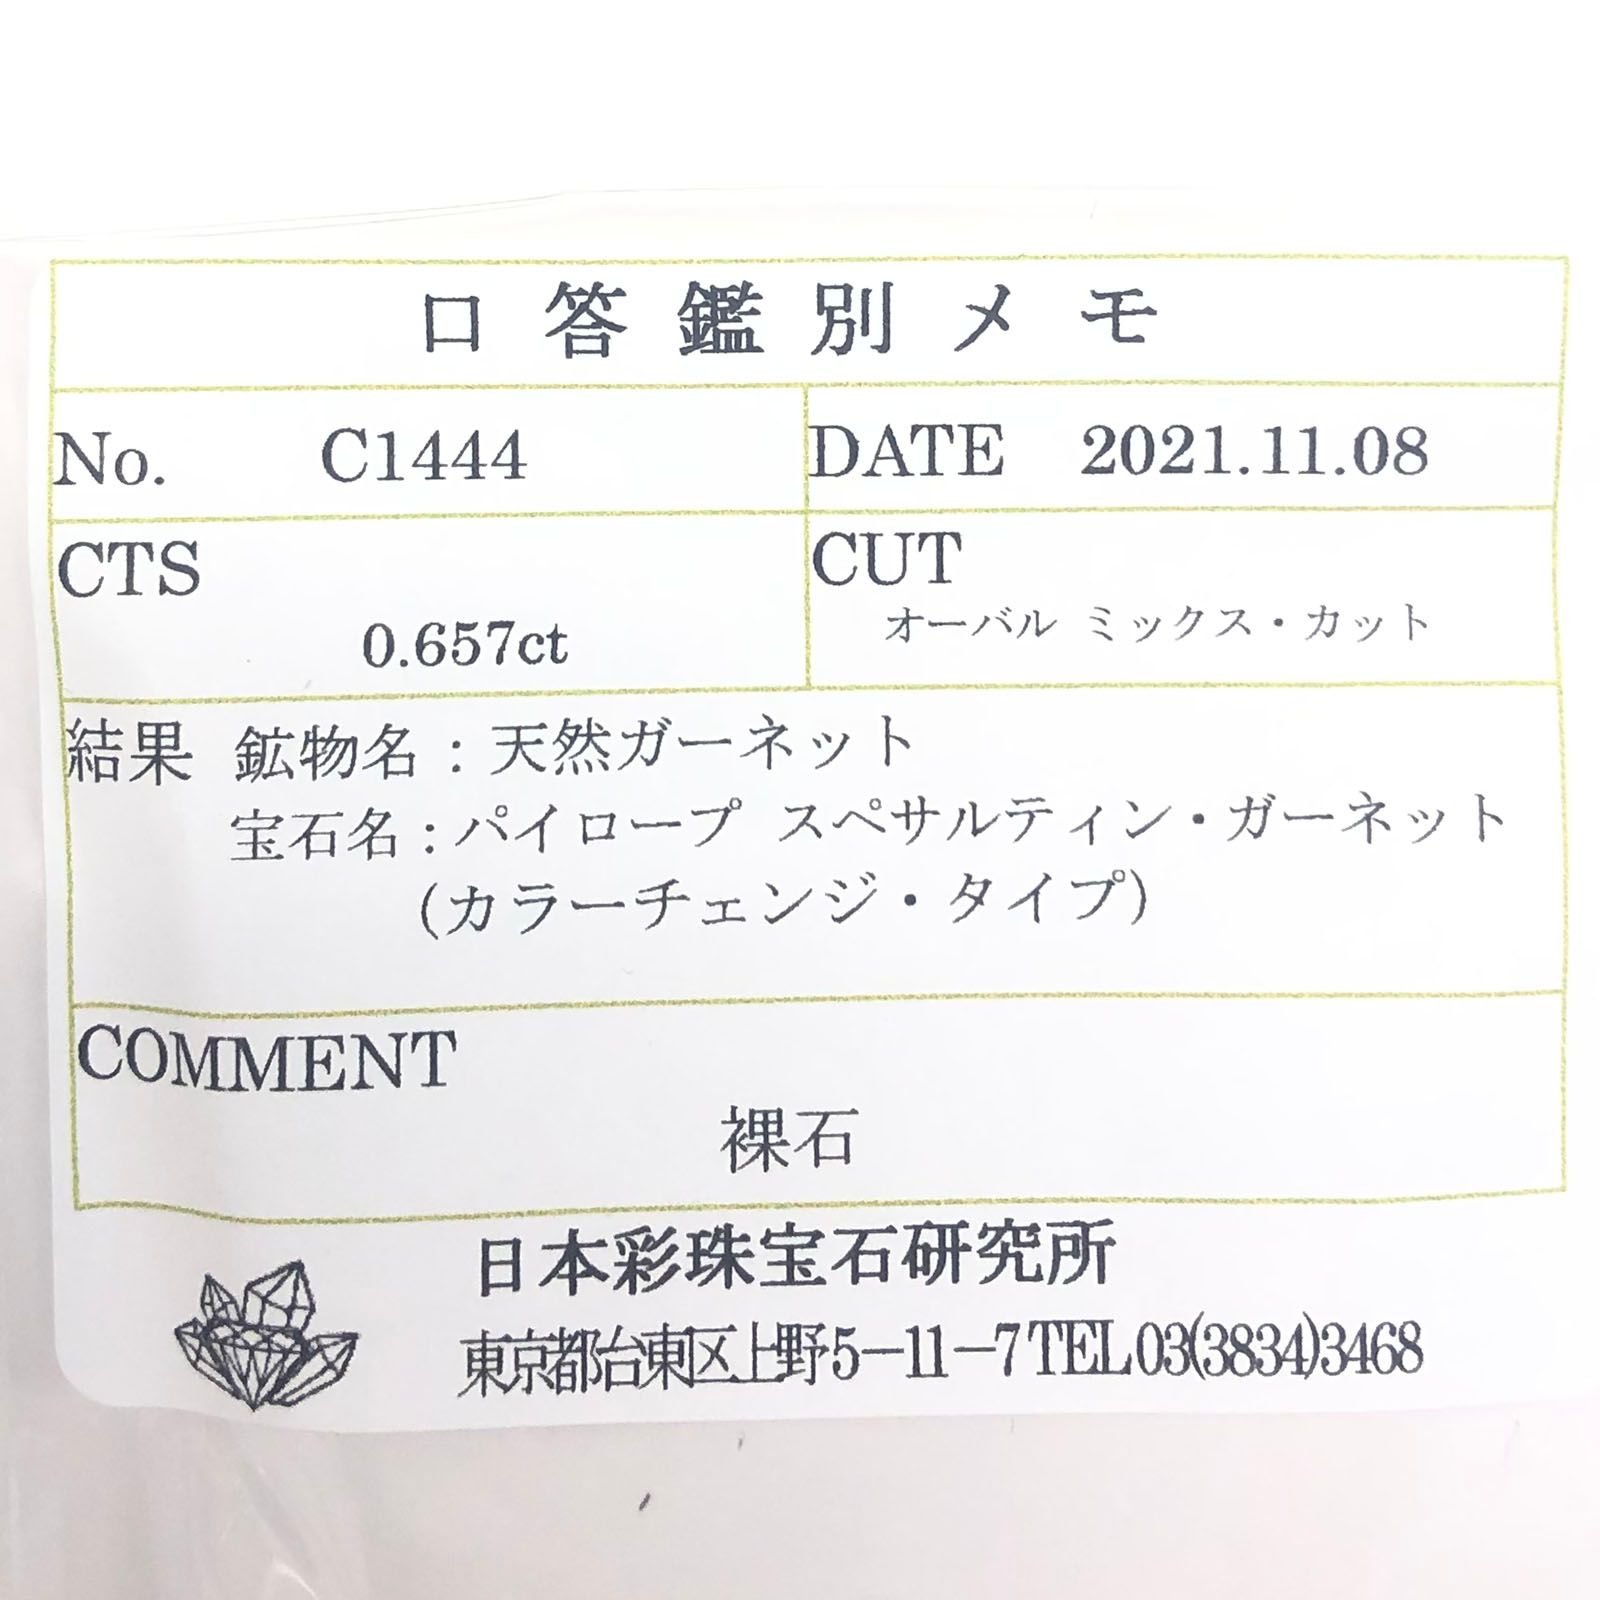 口答鑑別メモ
No. C1444 DATE 2021.11.08
CTS CUT
0.657ct オーバル ミックス・カット
結果 鉱物名：天然ガーネット
宝石名：パイロープ スペサルティン・ガーネット
(カラーチェンジ・タイプ)
COMMENT
裸石
日本彩珠宝石研究所
東京都台東区上野5－11－7 TEL 03(3834)3468